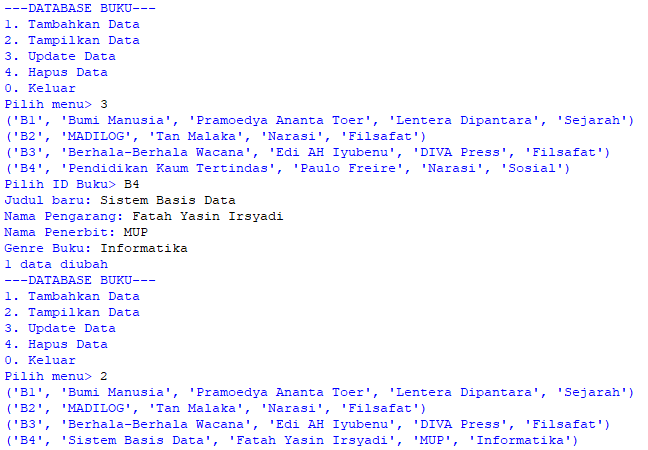 ---DATABASE BUKU---
1. Tambahkan Data
2. Tampilkan Data
3. Update Data
4. Hapus Data
0. Keluar
Pilih menu> 3
('B1', 'Bumi Manusia', 'Pramoedya Ananta Toer', 'Lentera Dipantara', 'Sejarah')
('B2', 'MADILOG', 'Tan Malaka', 'Narasi', 'Filsafat')
('B3', 'Berhala-Berhala Wacana', 'Edi AH Iyubenu', 'DIVA Press', 'Filsafat')
('B4', 'Pendidikan Kaum Tertindas', 'Paulo Freire', 'Narasi', 'Sosial')
Pilih ID Buku> B4
Judul baru: Sistem Basis Data
Nama Pengarang: Fatah Yasin Irsyadi
Nama Penerbit: MUP
Genre Buku: Informatika
1 data diubah
---DATABASE BUKU---
1. Tambahkan Data
2. Tampilkan Data
3. Update Data
4. Hapus Data
0. Keluar
Pilih menu> 2
('B1', 'Bumi Manusia', 'Pramoedya Ananta Toer', 'Lentera Dipantara', 'Sejarah')
('B2', 'MADILOG', 'Tan Malaka', 'Narasi', 'Filsafat')
('B3', 'Berhala-Berhala Wacana', 'Edi AH Iyubenu', 'DIVA Press', 'Filsafat')
('B4', 'Sistem Basis Data', 'Fatah Yasin Irsyadi', 'MUP', 'Informatika')